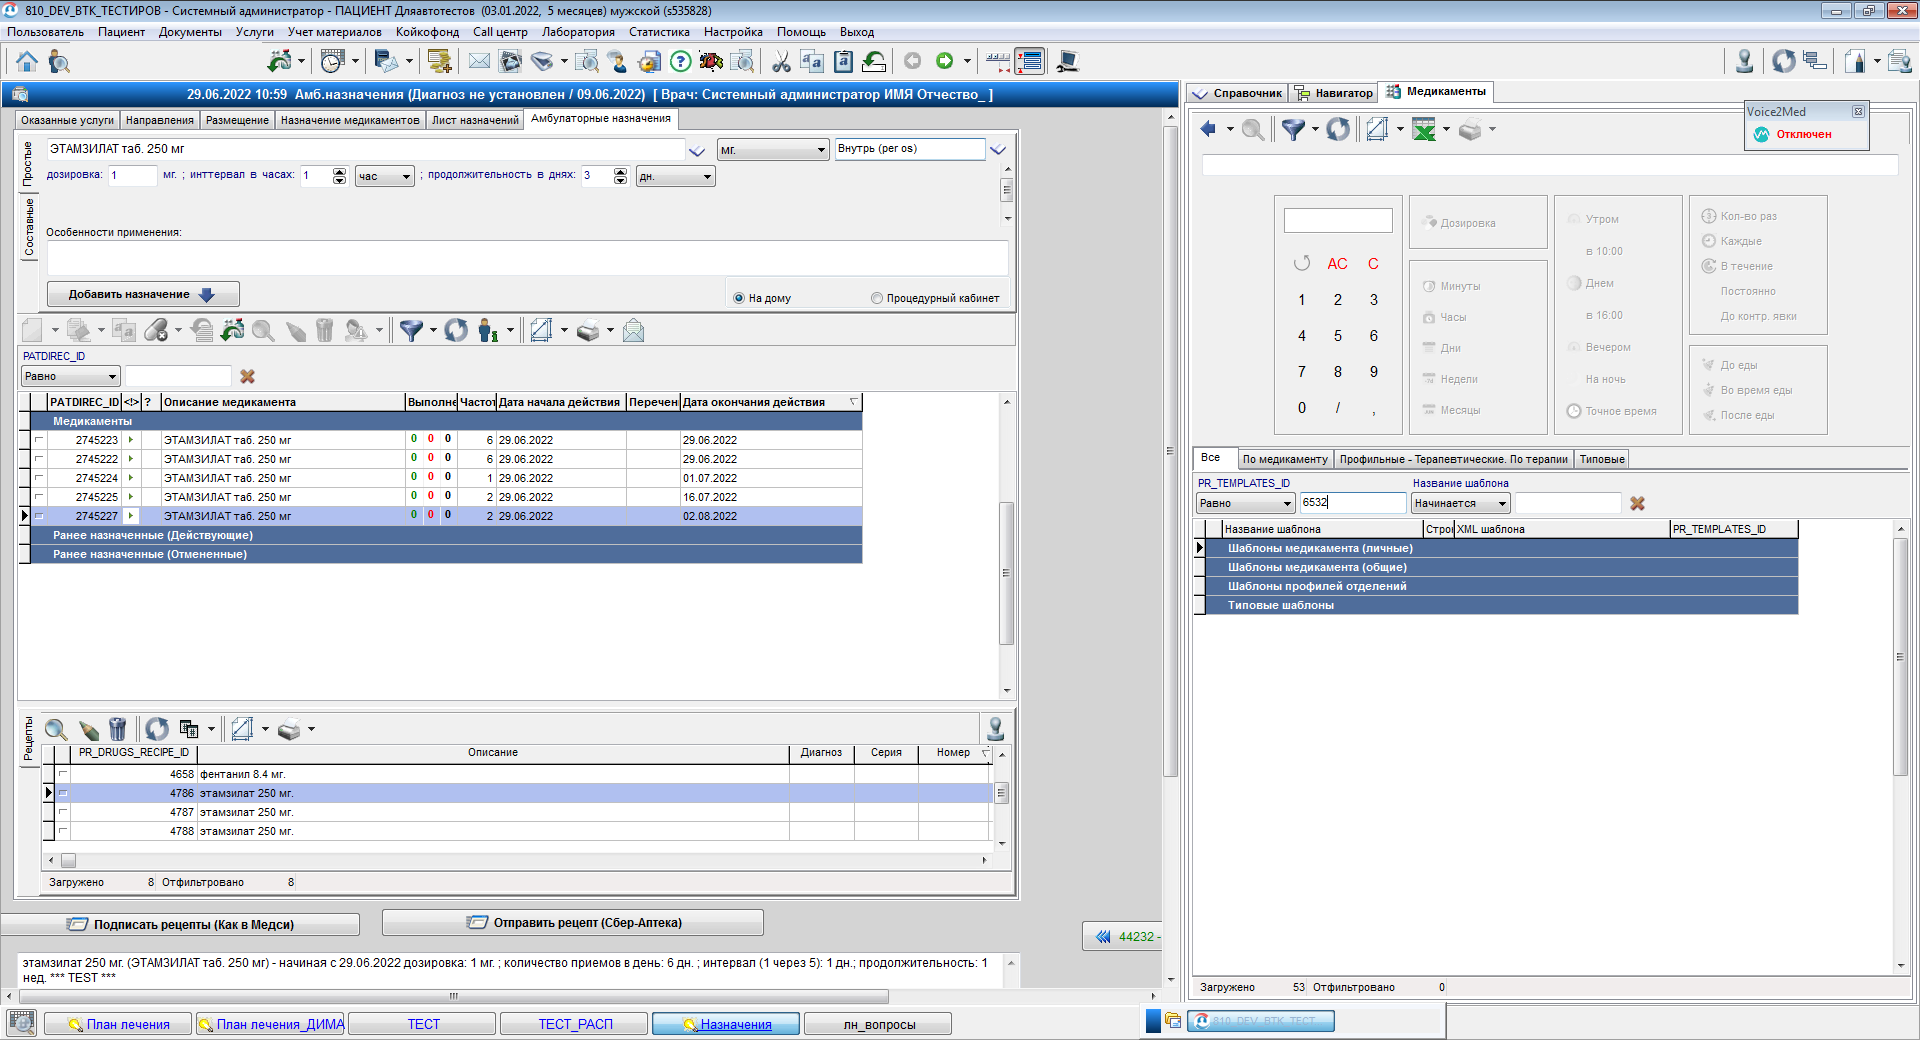 810_DEV_BTK_ТЕСТИРОВ - Системный администратор - ПАЦИЕНТ Дляавтотестов (03.01.2022, 5 месяцев) мужской (s535828)
Пользователь Пациент Документы Услуги Учет материалов Койкофонд Call центр Лаборатория Статистика Настройка Помощь Выход
29.06.2022 10:59 Амб.назначения (Диагноз не установлен / 09.06.2022) [ Врач: Системный администратор ИМЯ Отчество_ ]
Оказанные услуги Направления Размещение Назначение медикаментов Лист назначений Амбулаторные назначения
Простые
Составные
ЭТАМЗИЛАТ таб. 250 мг мг. Внутрь (per os)
дозировка: 1 мг. ; инттервал в часах: 1 час ; продолжительность в днях: 3 дн.
Особенности применения:
Добавить назначение На дому Процедурный кабинет
PATDIREC_ID
Равно
PATDIREC_ID <!> ? Описание медикамента Выполне Частот Дата начала действия Перечен Дата окончания действия
Медикаменты
2745223 ЭТАМЗИЛАТ таб. 250 мг 0 0 0 6 29.06.2022 29.06.2022
2745222 ЭТАМЗИЛАТ таб. 250 мг 0 0 0 6 29.06.2022 29.06.2022
2745224 ЭТАМЗИЛАТ таб. 250 мг 0 0 0 1 29.06.2022 01.07.2022
2745225 ЭТАМЗИЛАТ таб. 250 мг 0 0 0 2 29.06.2022 16.07.2022
2745227 ЭТАМЗИЛАТ таб. 250 мг 0 0 0 2 29.06.2022 02.08.2022
Ранее назначенные (Действующие)
Ранее назначенные (Отмененные)
Рецепты
PR_DRUGS_RECIPE_ID Описание Диагноз Серия Номер
4658 фентанил 8.4 мг.
4786 этамзилат 250 мг.
4787 этамзилат 250 мг.
4788 этамзилат 250 мг.
Загружено 8 Отфильтровано 8
Подписать рецепты (Как в Медси) Отправить рецепт (Сбер-Аптека)
44232 -
этамзилат 250 мг. (ЭТАМЗИЛАТ таб. 250 мг) - начиная с 29.06.2022 дозировка: 1 мг. ; количество приемов в день: 6 дн. ; интервал (1 через 5): 1 дн.; продолжительность: 1
нед. *** TEST ***
План лечения План лечения_ДИМА ТЕСТ ТЕСТ_РАСП Назначения лн_вопросы
Справочник Навигатор Медикаменты
Voice2Med
Отключен
AC C
1 2 3
4 5 6
7 8 9
0 / ,
Дозировка
Минуты
Часы
Дни
Недели
Месяцы
Утром
в 10:00
Днем
в 16:00
Вечером
На ночь
Точное время
Кол-во раз
Каждые
В течение
Постоянно
До контр. явки
До еды
Во время еды
После еды
Все По медикаменту Профильные - Терапевтические. По терапии Типовые
PR_TEMPLATES_ID Название шаблона
Равно 6532 Начинается
Название шаблона Строк XML шаблона PR_TEMPLATES_ID
Шаблоны медикамента (личные)
Шаблоны медикамента (общие)
Шаблоны профилей отделений
Типовые шаблоны
Загружено 53 Отфильтровано 0
810_DEV_BTK_ТЕСТ